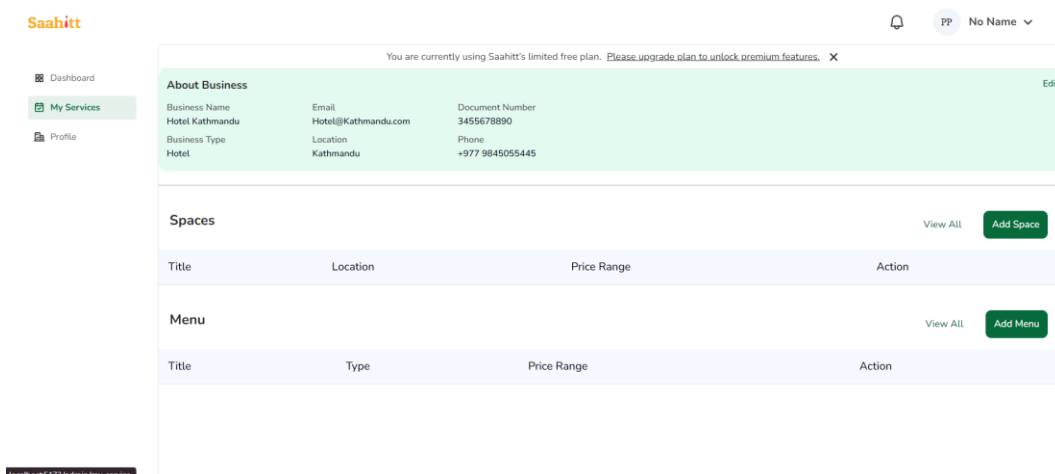 Saahitt
PP No Name
You are currently using Saahitt's limited free plan. Please upgrade plan to unlock premium features. X
Dashboard
My Services
Profile
About Business
Edi
Business Name Email Document Number
Hotel Kathmandu Hotel@Kathmandu.com 3455678890
Business Type Location Phone
Hotel Kathmandu +977 9845055445
Spaces View All Add Space
Title Location Price Range Action
Menu View All Add Menu
Title Type Price Range Action